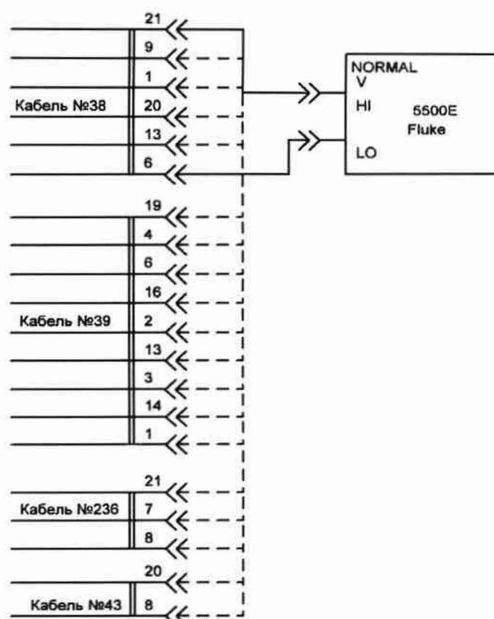 21
9
1
Кабель №38
20
13
6
NORMAL
V
HI
5500E
Fluke
LO
19
4
6
16
Кабель №39
2
13
3
14
1
21
Кабель №236
7
8
20
Кабель №43
8